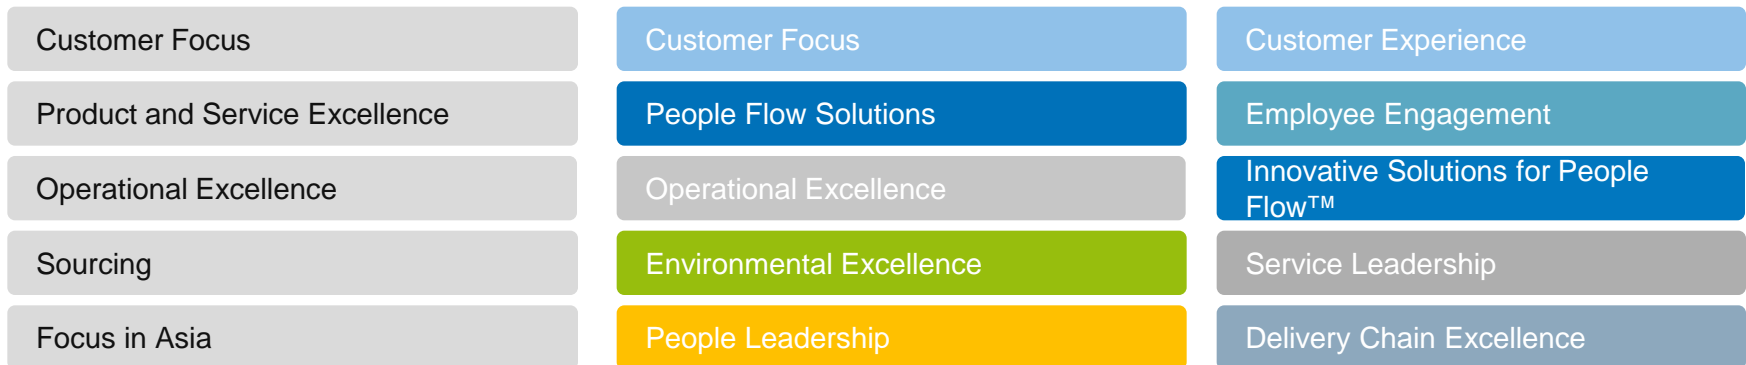 Customer Focus
Product and Service Excellence
Operational Excellence
Sourcing
Focus in Asia
Customer Focus
People Flow Solutions
Operational Excellence
Environmental Excellence
People Leadership
Customer Experience
Employee Engagement
Innovative Solutions for People
Flow™
Service Leadership
Delivery Chain Excellence